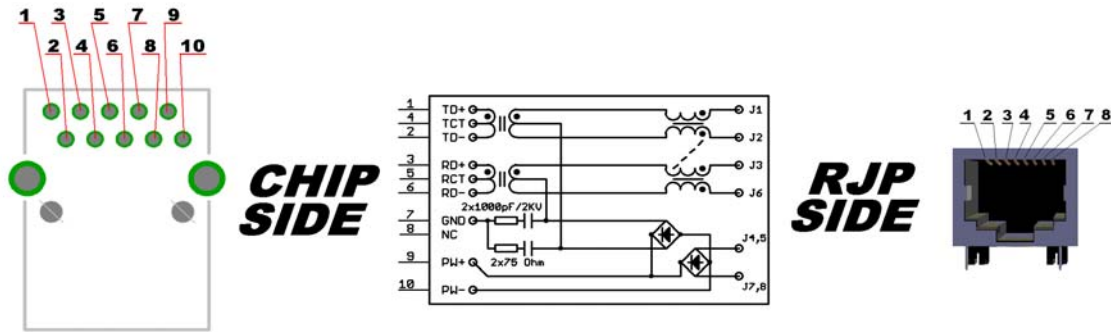 1 3 5 7 9
2 4 6 8 10
CHIP
SIDE
1 TD+ J1
4 TCT
2 TD- J2
3 RD+ J3
5 RCT
6 RD- J6
2x1000pF/2KV
7 GND
8 NC
J4,5
2x75 Ohm
9 PW+
J7,8
10 PW-
RJP
SIDE
1 2 3 4 5 6 7 8